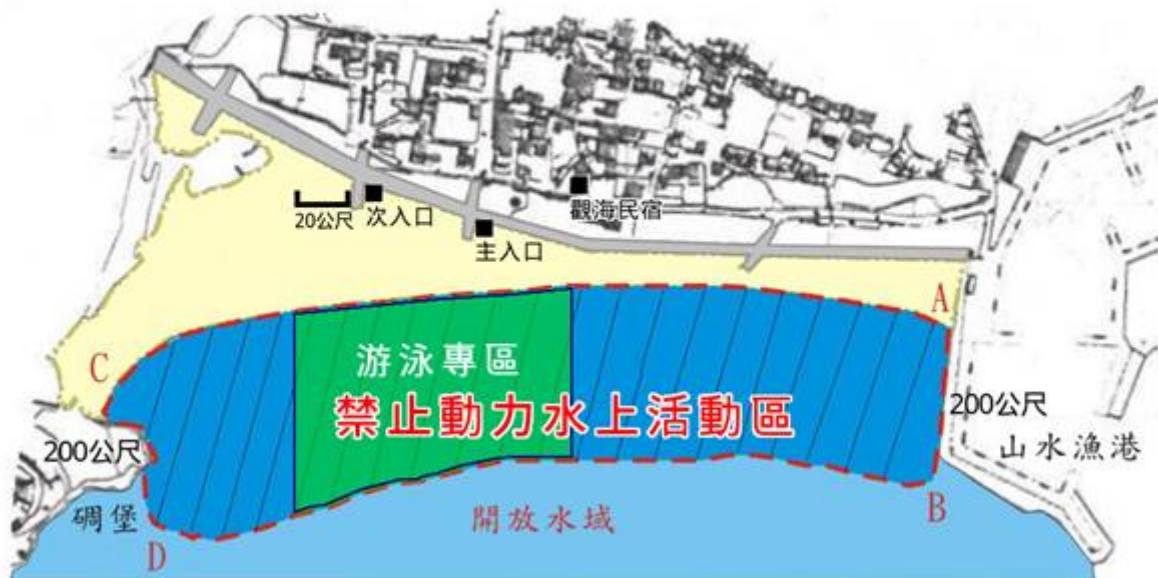 觀海民宿
20公尺
次入口
主入口
A
游泳專區
C
禁止動力水上活動區
200公尺
山水漁港
200公尺
碉堡
開放水域
B
D